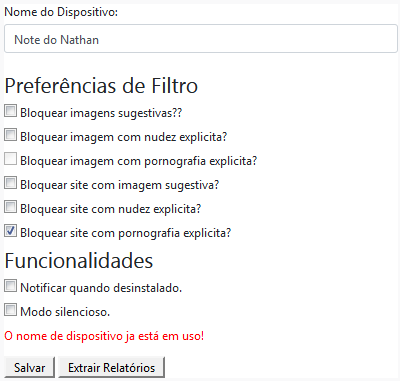 Nome do Dispositivo:
Note do Nathan
Preferências de Filtro
Bloquear imagens sugestivas??
Bloquear imagem com nudez explicita?
Bloquear imagem com pornografia explicita?
Bloquear site com imagem sugestiva?
Bloquear site com nudez explicita?
Bloquear site com pornografia explicita?
Funcionalidades
Notificar quando desinstalado.
Modo silencioso.
O nome de dispositivo ja está em uso!
Salvar Extrair Relatórios